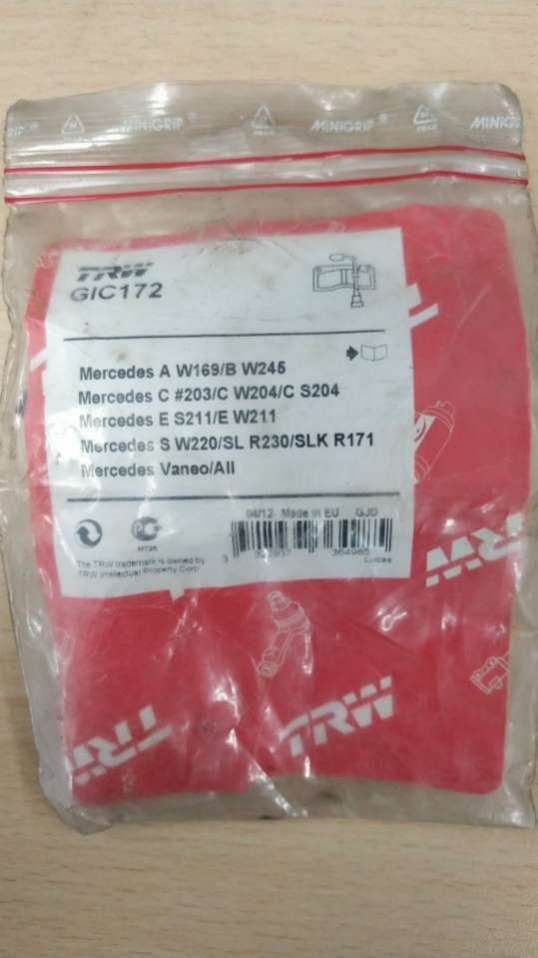 MINIGRIP® MINIGRIP® MINIGRIP
TRW
GIC172
Mercedes A W169/B W245
Mercedes C #203/C W204/C S204
Mercedes E S211/E W211
Mercedes S W220/SL R230/SLK R171
Mercedes Vaneo/All
04/12- Made in EU GJD
Lucas
The TRW trademark is owned by
TRW Intellectual Property Corp
TRW
TRW
TRW